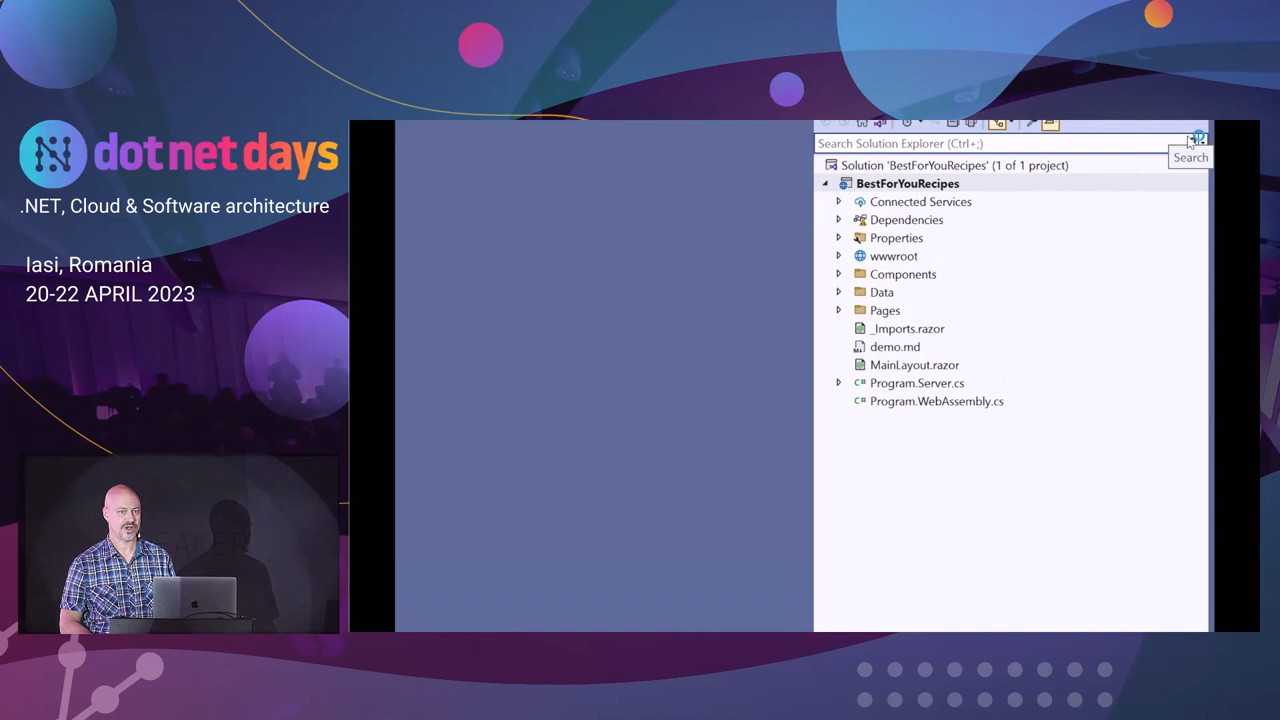 dotnetdays
.NET, Cloud & Software architecture
Iasi, Romania
20-22 APRIL 2023
Search Solution Explorer (Ctrl+;)
Search
Solution 'BestForYouRecipes' (1 of 1 project)
BestForYouRecipes
Connected Services
Dependencies
Properties
wwwroot
Components
Data
Pages
_Imports.razor
demo.md
MainLayout.razor
C# Program.Server.cs
C# Program.WebAssembly.cs